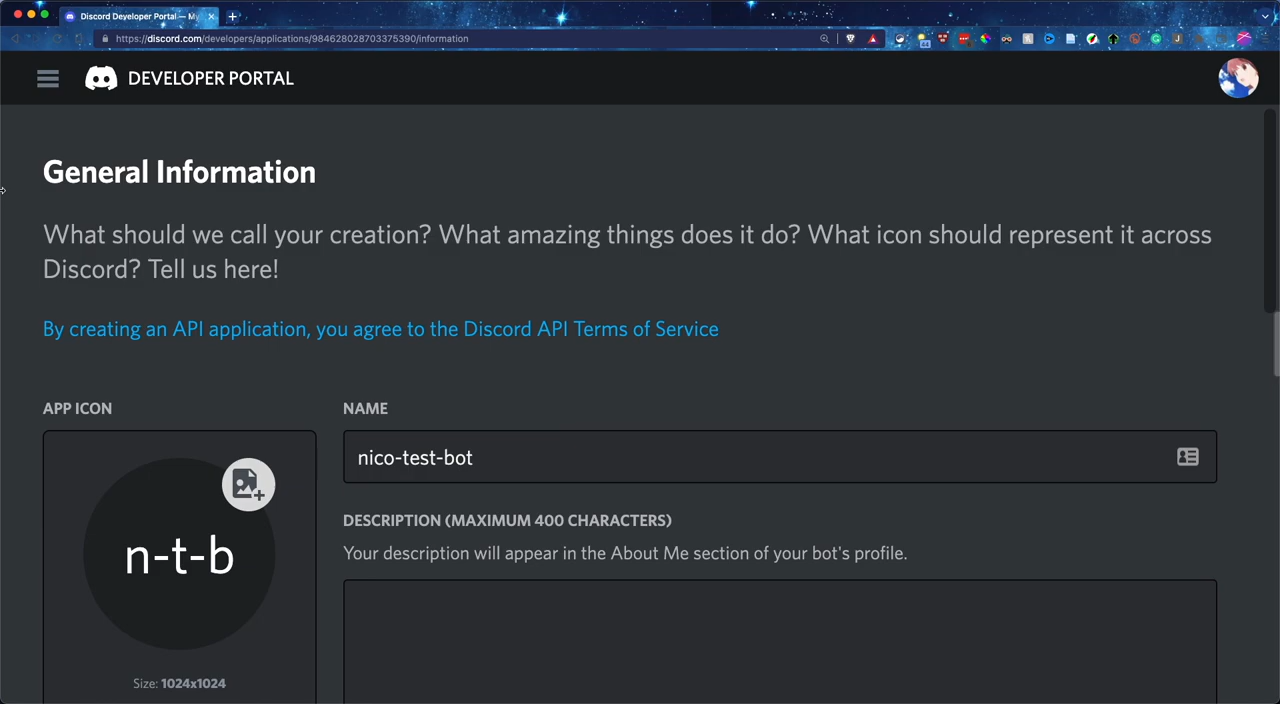 Discord Developer Portal — My
https://discord.com/developers/applications/984628028703375390/information
DEVELOPER PORTAL
General Information
What should we call your creation? What amazing things does it do? What icon should represent it across
Discord? Tell us here!
By creating an API application, you agree to the Discord API Terms of Service
APP ICON
NAME
nico-test-bot
n-t-b
DESCRIPTION (MAXIMUM 400 CHARACTERS)
Your description will appear in the About Me section of your bot's profile.
Size: 1024x1024